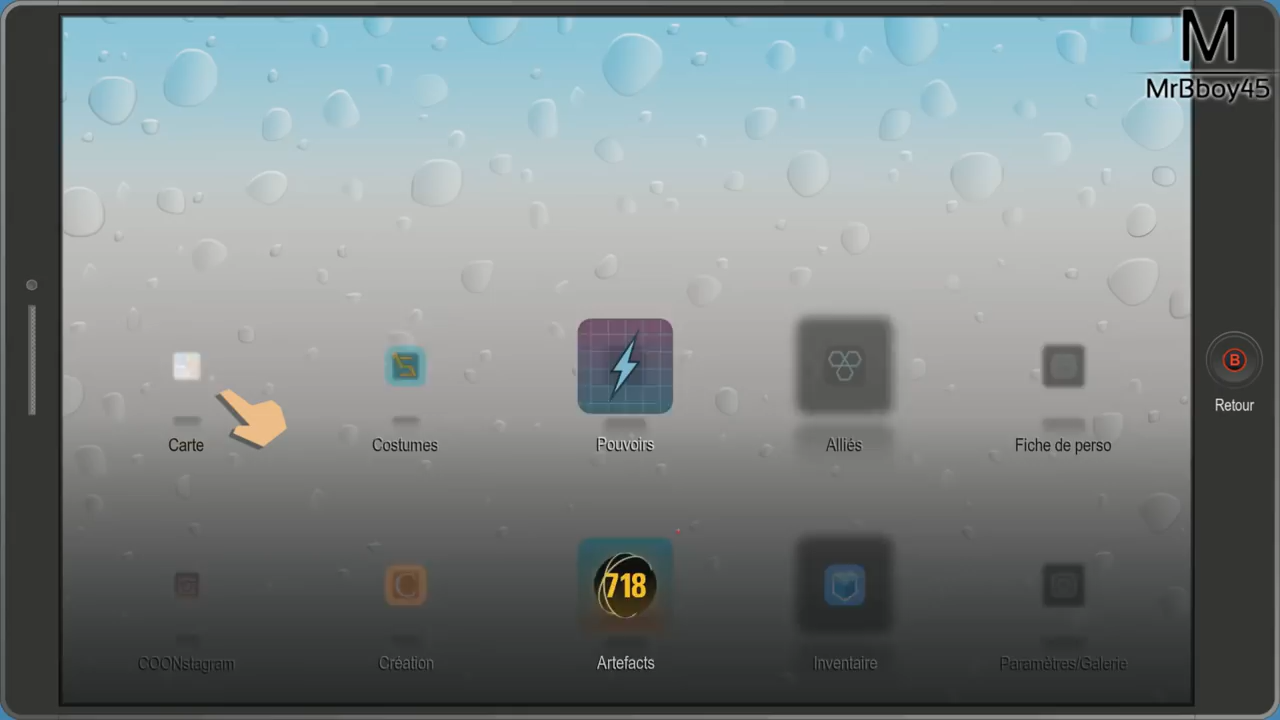 M
MrBboy45
B
Retour
Carte
Costumes
Pouvoirs
Alliés
Fiche de perso
718
C
COONstagram
Création
Artefacts
Inventaire
Paramètres/Galerie